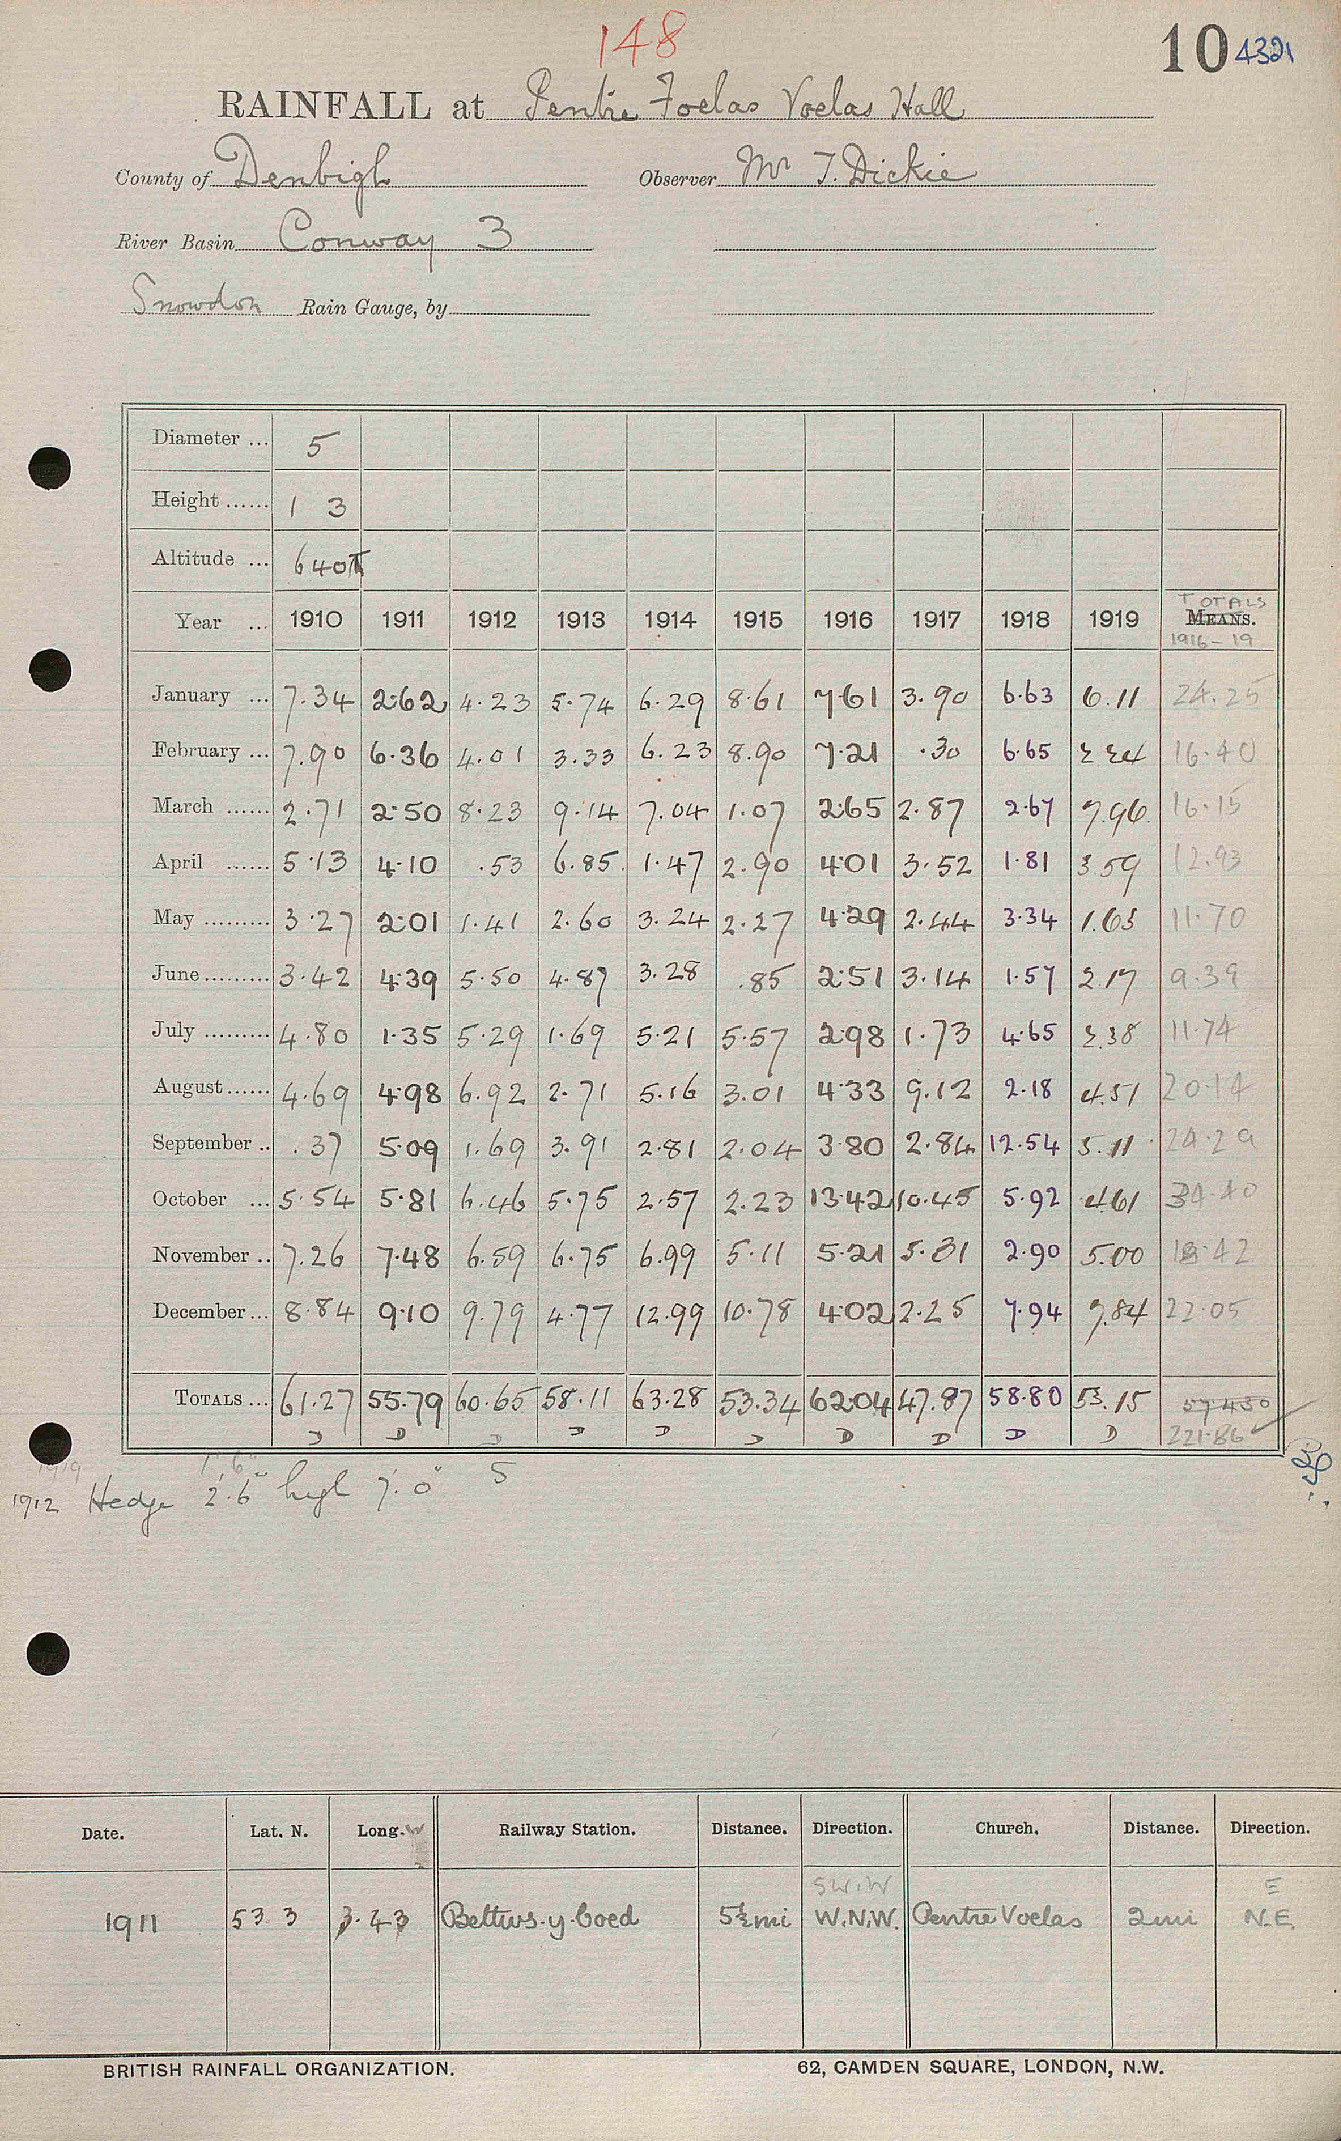 148
10 4321
RAINFALL at Pentre Foelas Voelas Hall
County of Denbigh Observer Mr T. Dickie
River Basin Conway 3
Snowdon Rain Gauge, by
Diameter ... 5
Height ...... 1 3
Altitude ... 640T
TOTALS
Year ... 1910 1911 1912 1913 1914 1915 1916 1917 1918 1919 MEANS.
1916-19
January ... 7.34 2.62 4.23 5.74 6.29 8.61 7.61 3.90 6.63 6.11 24.25
February ... 7.90 6.36 4.01 3.33 6.23 8.90 7.21 .30 6.65 2.24 16.40
March ...... 2.71 2.50 8.23 9.14 7.04 1.07 2.65 2.87 2.67 7.96 16.15
April ...... 5.13 4.10 .53 6.85 1.47 2.90 4.01 3.52 1.81 3.59 12.93
May ......... 3.27 2.01 1.41 2.60 3.24 2.27 4.29 2.44 3.34 1.63 11.70
June ......... 3.42 4.39 5.50 4.87 3.28 .85 2.51 3.14 1.57 2.17 9.39
July ......... 4.80 1.35 5.29 1.69 5.21 5.57 2.98 1.73 4.65 2.38 11.74
August ...... 4.69 4.98 6.92 2.71 5.16 3.01 4.33 9.12 2.18 4.51 20.14
September .. .37 5.09 1.69 3.91 2.81 2.04 3.80 2.84 12.54 5.11 24.29
October ... 5.54 5.81 6.46 5.75 2.57 2.23 13.42 10.45 5.92 4.61 34.40
November .. 7.26 7.48 6.59 6.75 6.99 5.11 5.21 5.31 2.90 5.00 18.42
December ... 8.84 9.10 9.79 4.77 12.99 10.78 4.02 2.25 7.94 7.84 22.05
TOTALS ... 61.27 55.79 60.65 58.11 63.28 53.34 62.04 47.87 58.80 53.15
D D D D D D D D D D 221.86
1919 1'.6"
1912 Hedge 2'.6" high 7'.0" S
Date. Lat. N. Long. W Railway Station. Distance. Direction. Church. Distance. Direction.
SW.W E
1911 53 3 3.43 Bettws-y-Coed 5½mi W.N.W. Pentre Voelas 2mi N.E.
BRITISH RAINFALL ORGANIZATION. 62, CAMDEN SQUARE, LONDON, N.W.